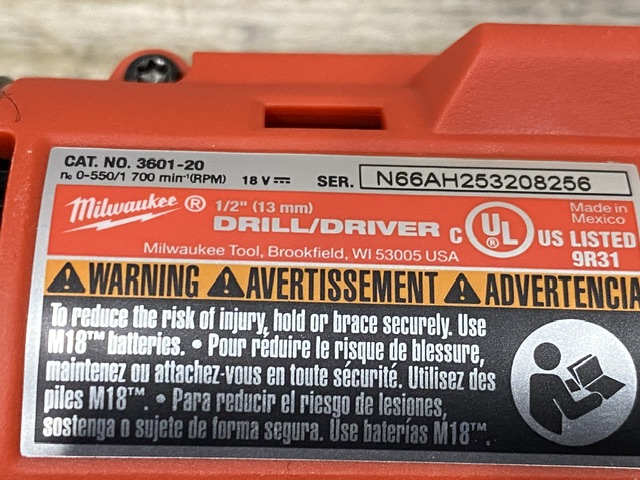 CAT. NO. 3601-20
n₀ 0-550/1 700 min⁻¹(RPM) 18 V ⎓ SER. N66AH253208256
Milwaukee ® 1/2" (13 mm)
DRILL/DRIVER
Milwaukee Tool, Brookfield, WI 53005 USA
C UL ® US LISTED
9R31
Made in
Mexico
WARNING AVERTISSEMENT ADVERTENCIA
To reduce the risk of injury, hold or brace securely. Use
M18™ batteries. • Pour réduire le risque de blessure,
maintenez ou attachez-vous en toute sécurité. Utilisez des
piles M18™. • Para reducir el riesgo de lesiones,
sostenga o sujete de forma segura. Use baterías M18™.